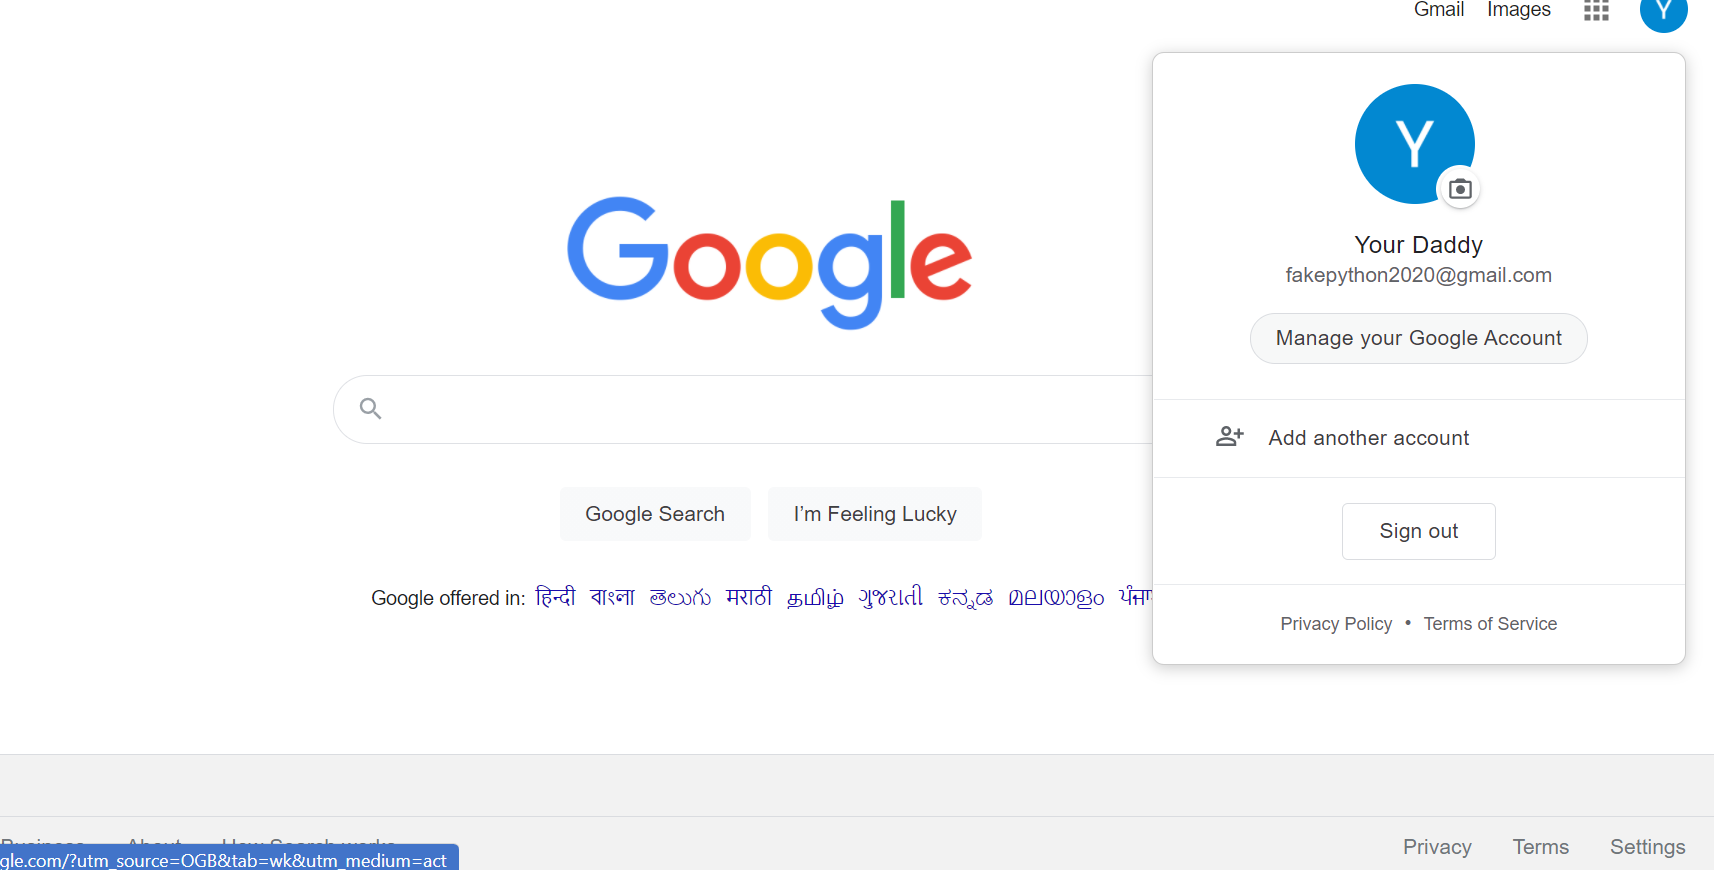 Gmail Images
Y
Y
Your Daddy
fakepython2020@gmail.com
Manage your Google Account
Add another account
Sign out
Privacy Policy • Terms of Service
Google
Google Search
I'm Feeling Lucky
Google offered in: हिन्दी বাংলা తెలుగు मराठी தமிழ் ગુજરાતી ಕನ್ನಡ മലയാളം
Business About How Search works
Privacy Terms Settings
gle.com/?utm_source=OGB&tab=wk&utm_medium=act